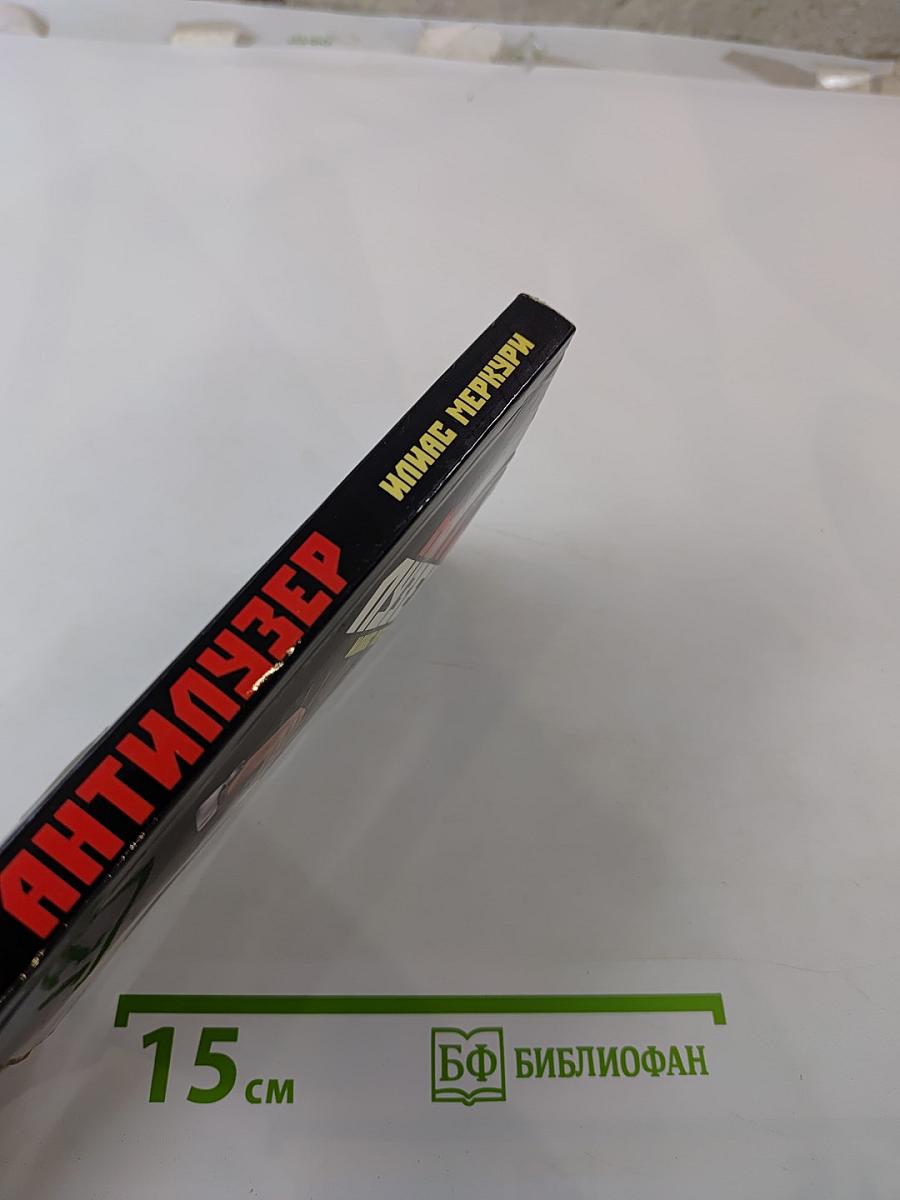 АНТИЛУЗЕР
ИЛИАС МЕРКУРИ
15 см
БФ БИБЛИОФАН